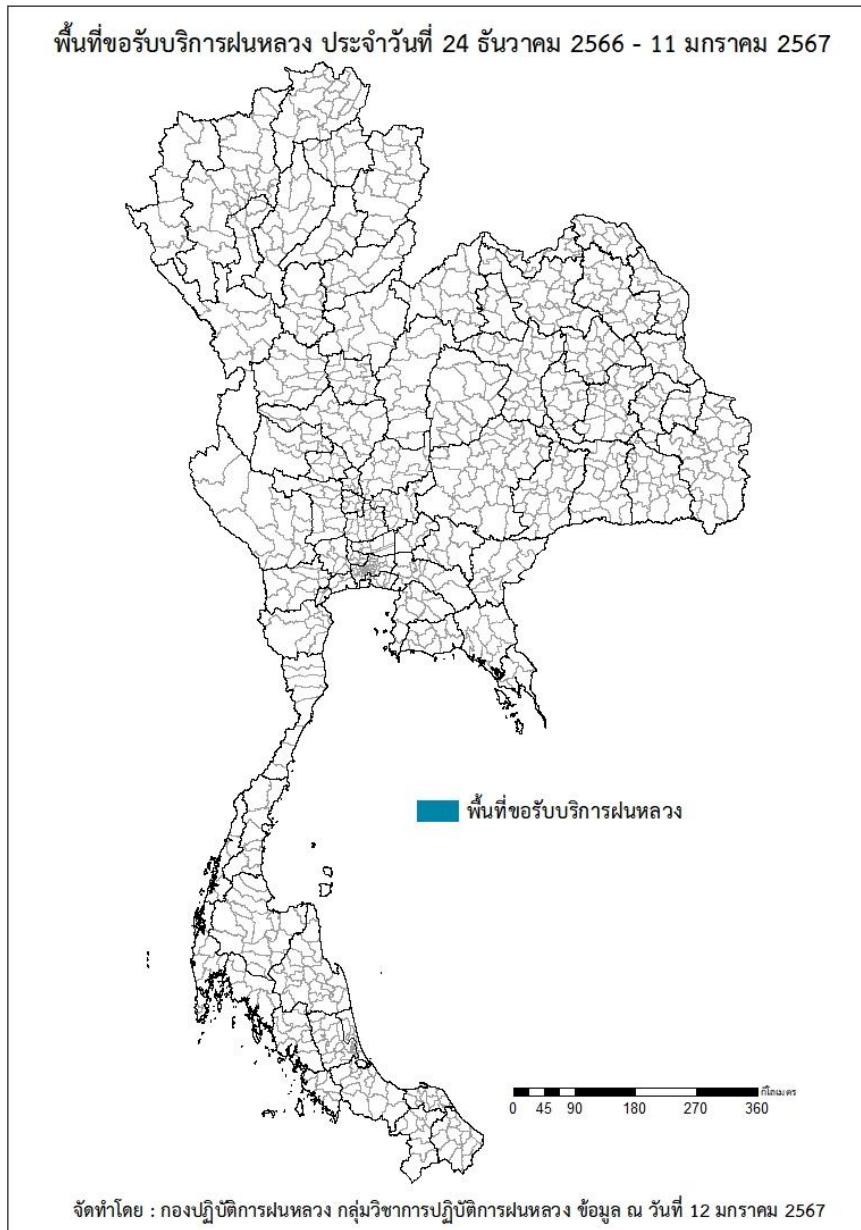 พื้นที่ขอรับบริการฝนหลวง ประจำวันที่ 24 ธันวาคม 2566 - 11 มกราคม 2567
พื้นที่ขอรับบริการฝนหลวง
กิโลเมตร
0 45 90 180 270 360
จัดทำโดย : กองปฏิบัติการฝนหลวง กลุ่มวิชาการปฏิบัติการฝนหลวง ข้อมูล ณ วันที่ 12 มกราคม 2567